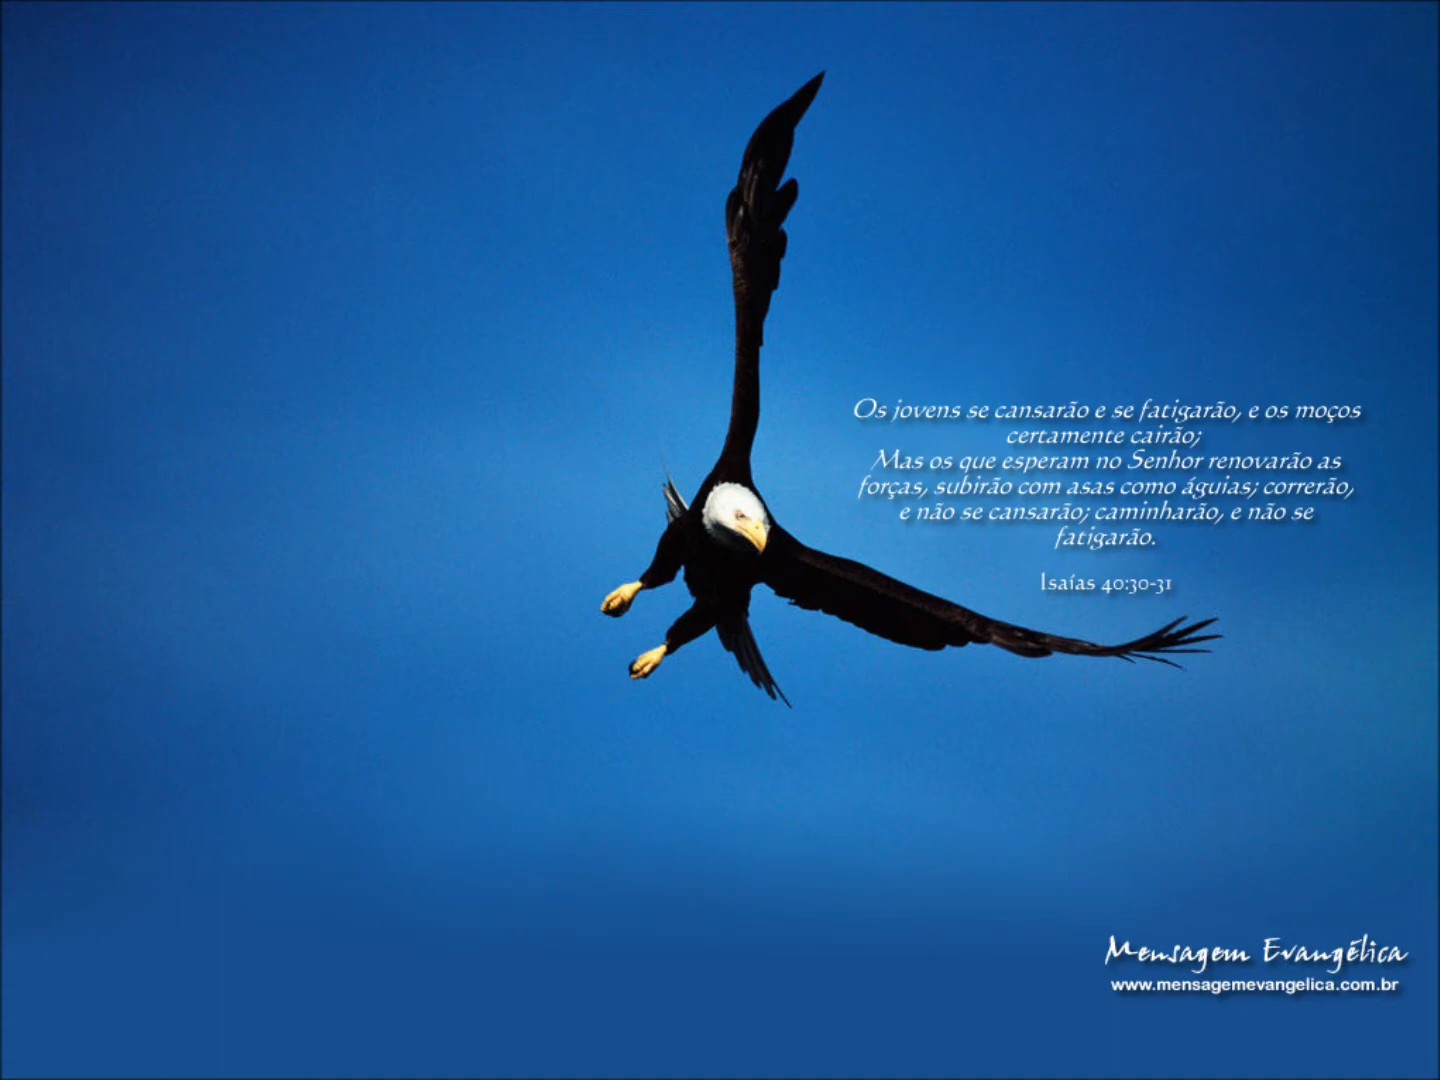 Os jovens se cansarão e se fatigarão, e os moços
certamente cairão;
Mas os que esperam no Senhor renovarão as
forças, subirão com asas como águias; correrão,
e não se cansarão; caminharão, e não se
fatigarão.
Isaías 40:30-31
Mensagem Evangélica
www.mensagemevangelica.com.br